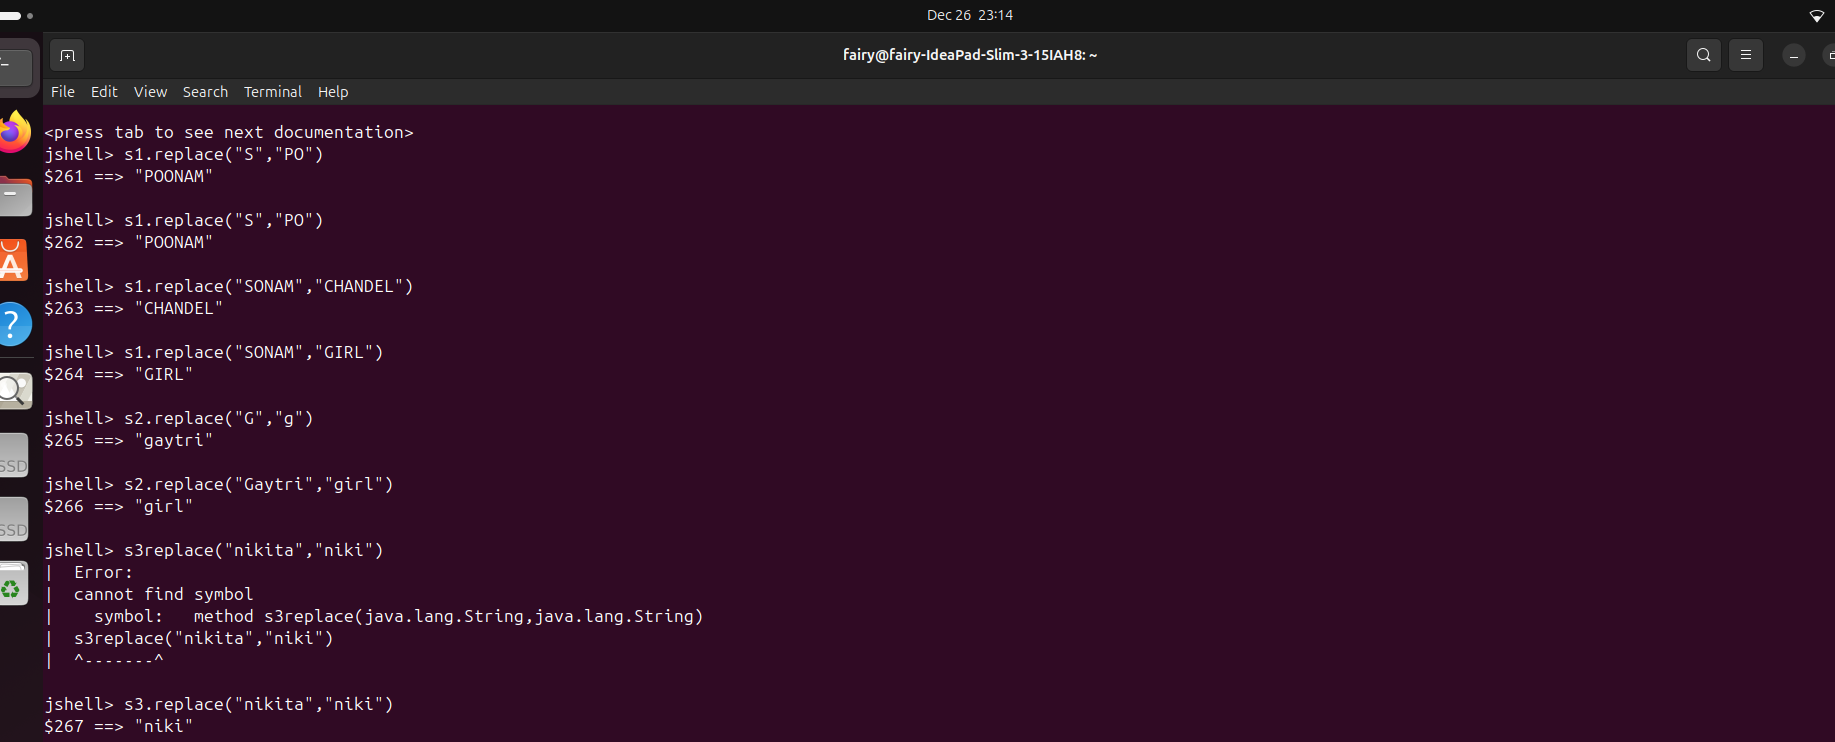 Dec 26 23:14
fairy@fairy-IdeaPad-Slim-3-15IAH8: ~
File Edit View Search Terminal Help
<press tab to see next documentation>
jshell> s1.replace("S","PO")
$261 ==> "POONAM"
jshell> s1.replace("S","PO")
$262 ==> "POONAM"
jshell> s1.replace("SONAM","CHANDEL")
$263 ==> "CHANDEL"
jshell> s1.replace("SONAM","GIRL")
$264 ==> "GIRL"
jshell> s2.replace("G","g")
$265 ==> "gaytri"
jshell> s2.replace("Gaytri","girl")
$266 ==> "girl"
jshell> s3replace("nikita","niki")
|  Error:
|  cannot find symbol
|    symbol:   method s3replace(java.lang.String,java.lang.String)
|  s3replace("nikita","niki")
|  ^-------^
jshell> s3.replace("nikita","niki")
$267 ==> "niki"
SSD
SSD